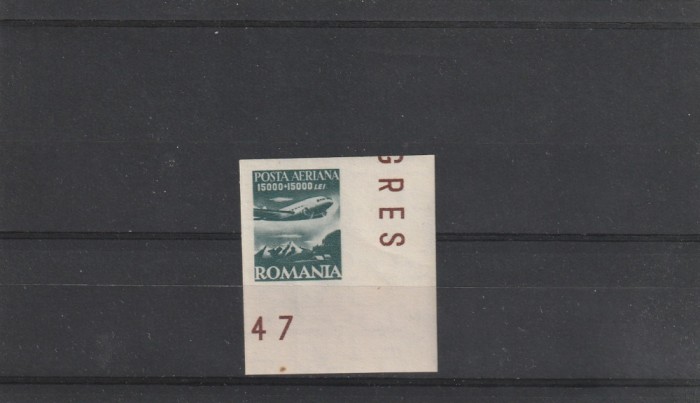 POSTA AERIANA
15000+15000 LEI
ROMANIA
GRES
47